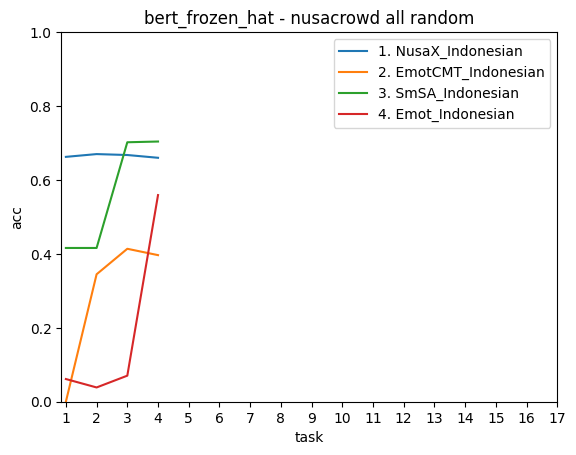 bert_frozen_hat - nusacrowd all random
1. NusaX_Indonesian
2. EmotCMT_Indonesian
3. SmSA_Indonesian
4. Emot_Indonesian
acc
1.0
0.8
0.6
0.4
0.2
0.0
1 2 3 4 5 6 7 8 9 10 11 12 13 14 15 16 17
task